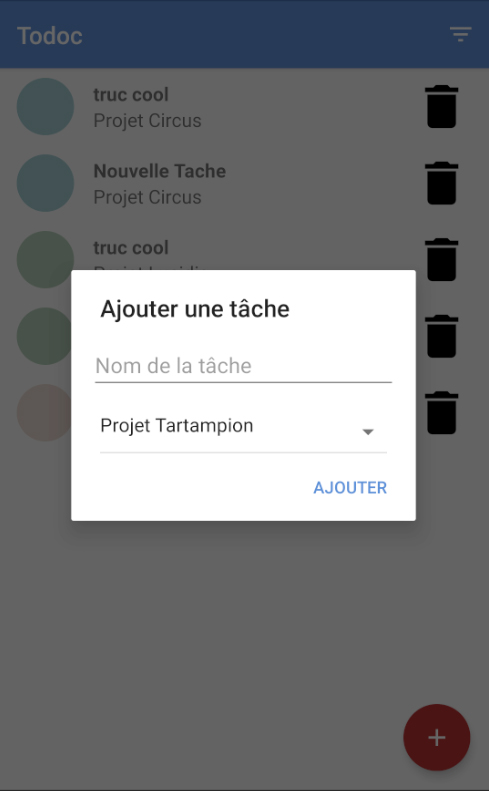 Todoc
truc cool
Projet Circus
Nouvelle Tache
Projet Circus
truc cool
Ajouter une tâche
Nom de la tâche
Projet Tartampion
AJOUTER